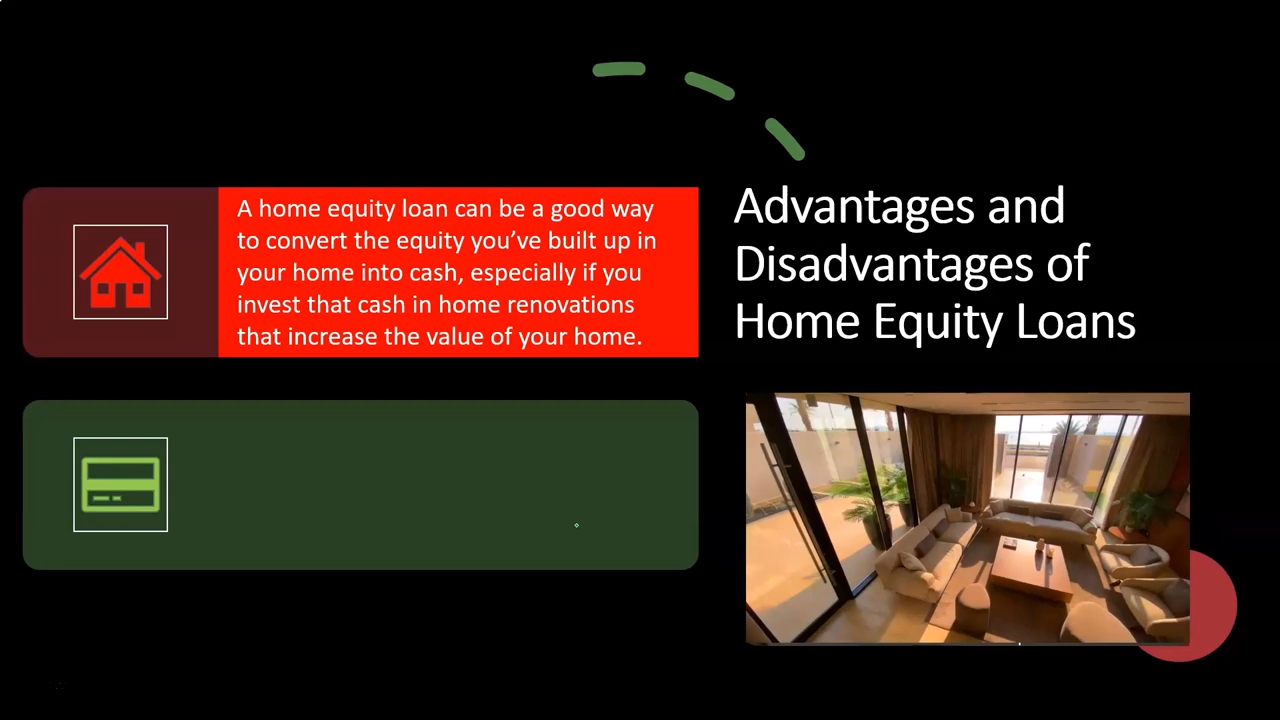 A home equity loan can be a good way
to convert the equity you’ve built up in
your home into cash, especially if you
invest that cash in home renovations
that increase the value of your home.
Advantages and
Disadvantages of
Home Equity Loans